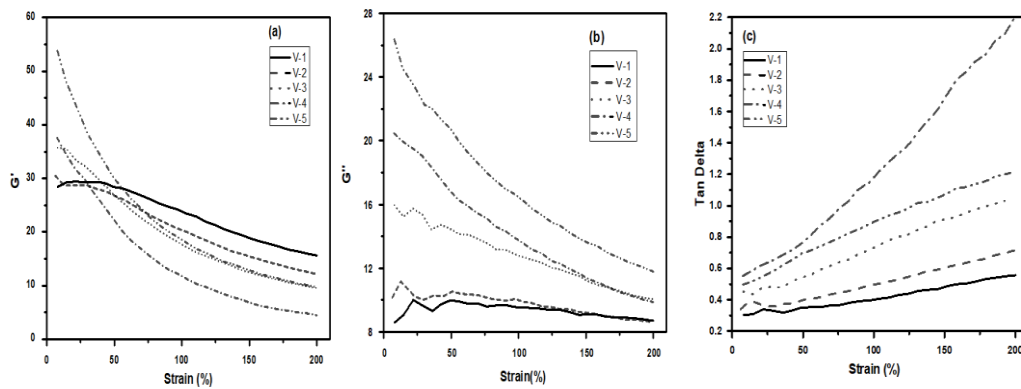 (a)
G'
60
50
40
30
20
10
0
0 50 100 150 200
Strain (%)
V-1
V-2
V-3
V-4
V-5
(b)
G''
28
24
20
16
12
8
0 50 100 150 200
Strain(%)
V-1
V-2
V-3
V-4
V-5
(c)
Tan Delta
2.2
2.0
1.8
1.6
1.4
1.2
1.0
0.8
0.6
0.4
0.2
0 50 100 150 200
Strain (%)
V-1
V-2
V-3
V-4
V-5